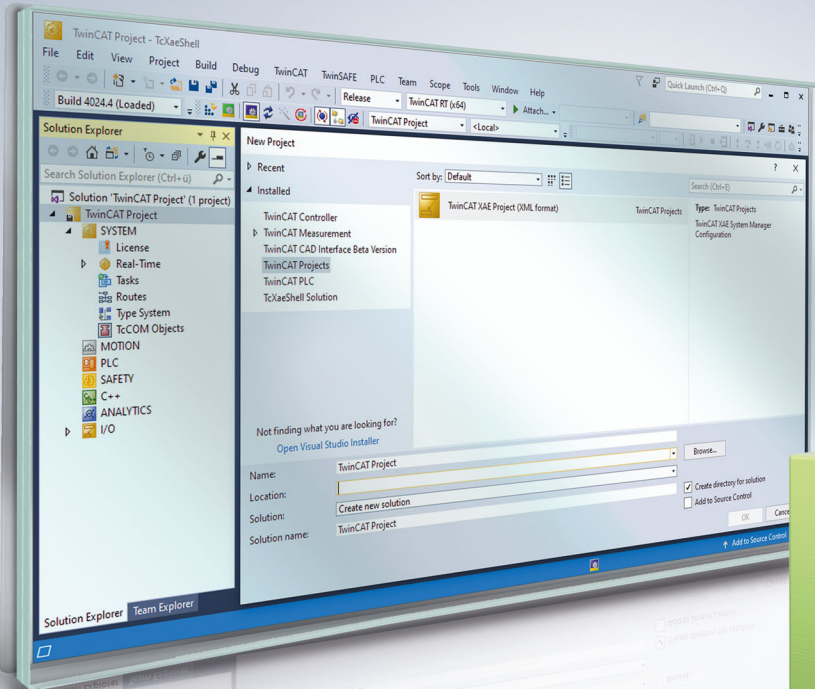 TwinCAT Project - TcXaeShell
File Edit View Project Build Debug TwinCAT TwinSAFE PLC Team Scope Tools Window Help
Quick Launch (Ctrl+Q)
Release TwinCAT RT (x64) Attach...
Build 4024.4 (Loaded) TwinCAT Project <Local>
Solution Explorer
Search Solution Explorer (Ctrl+ü)
Solution 'TwinCAT Project' (1 project)
TwinCAT Project
SYSTEM
License
Real-Time
Tasks
Routes
Type System
TcCOM Objects
MOTION
PLC
SAFETY
C++
ANALYTICS
I/O
Solution Explorer Team Explorer
New Project
? X
Recent
Installed
TwinCAT Controller
TwinCAT Measurement
TwinCAT CAD Interface Beta Version
TwinCAT Projects
TwinCAT PLC
TcXaeShell Solution
Not finding what you are looking for?
Open Visual Studio Installer
Sort by: Default
TwinCAT XAE Project (XML format) TwinCAT Projects
Search (Ctrl+E)
Type: TwinCAT Projects
TwinCAT XAE System Manager
Configuration
Name: TwinCAT Project
Location:
Browse...
Solution: Create new solution
Solution name: TwinCAT Project
Create directory for solution
Add to Source Control
OK Cance
Add to Source Control